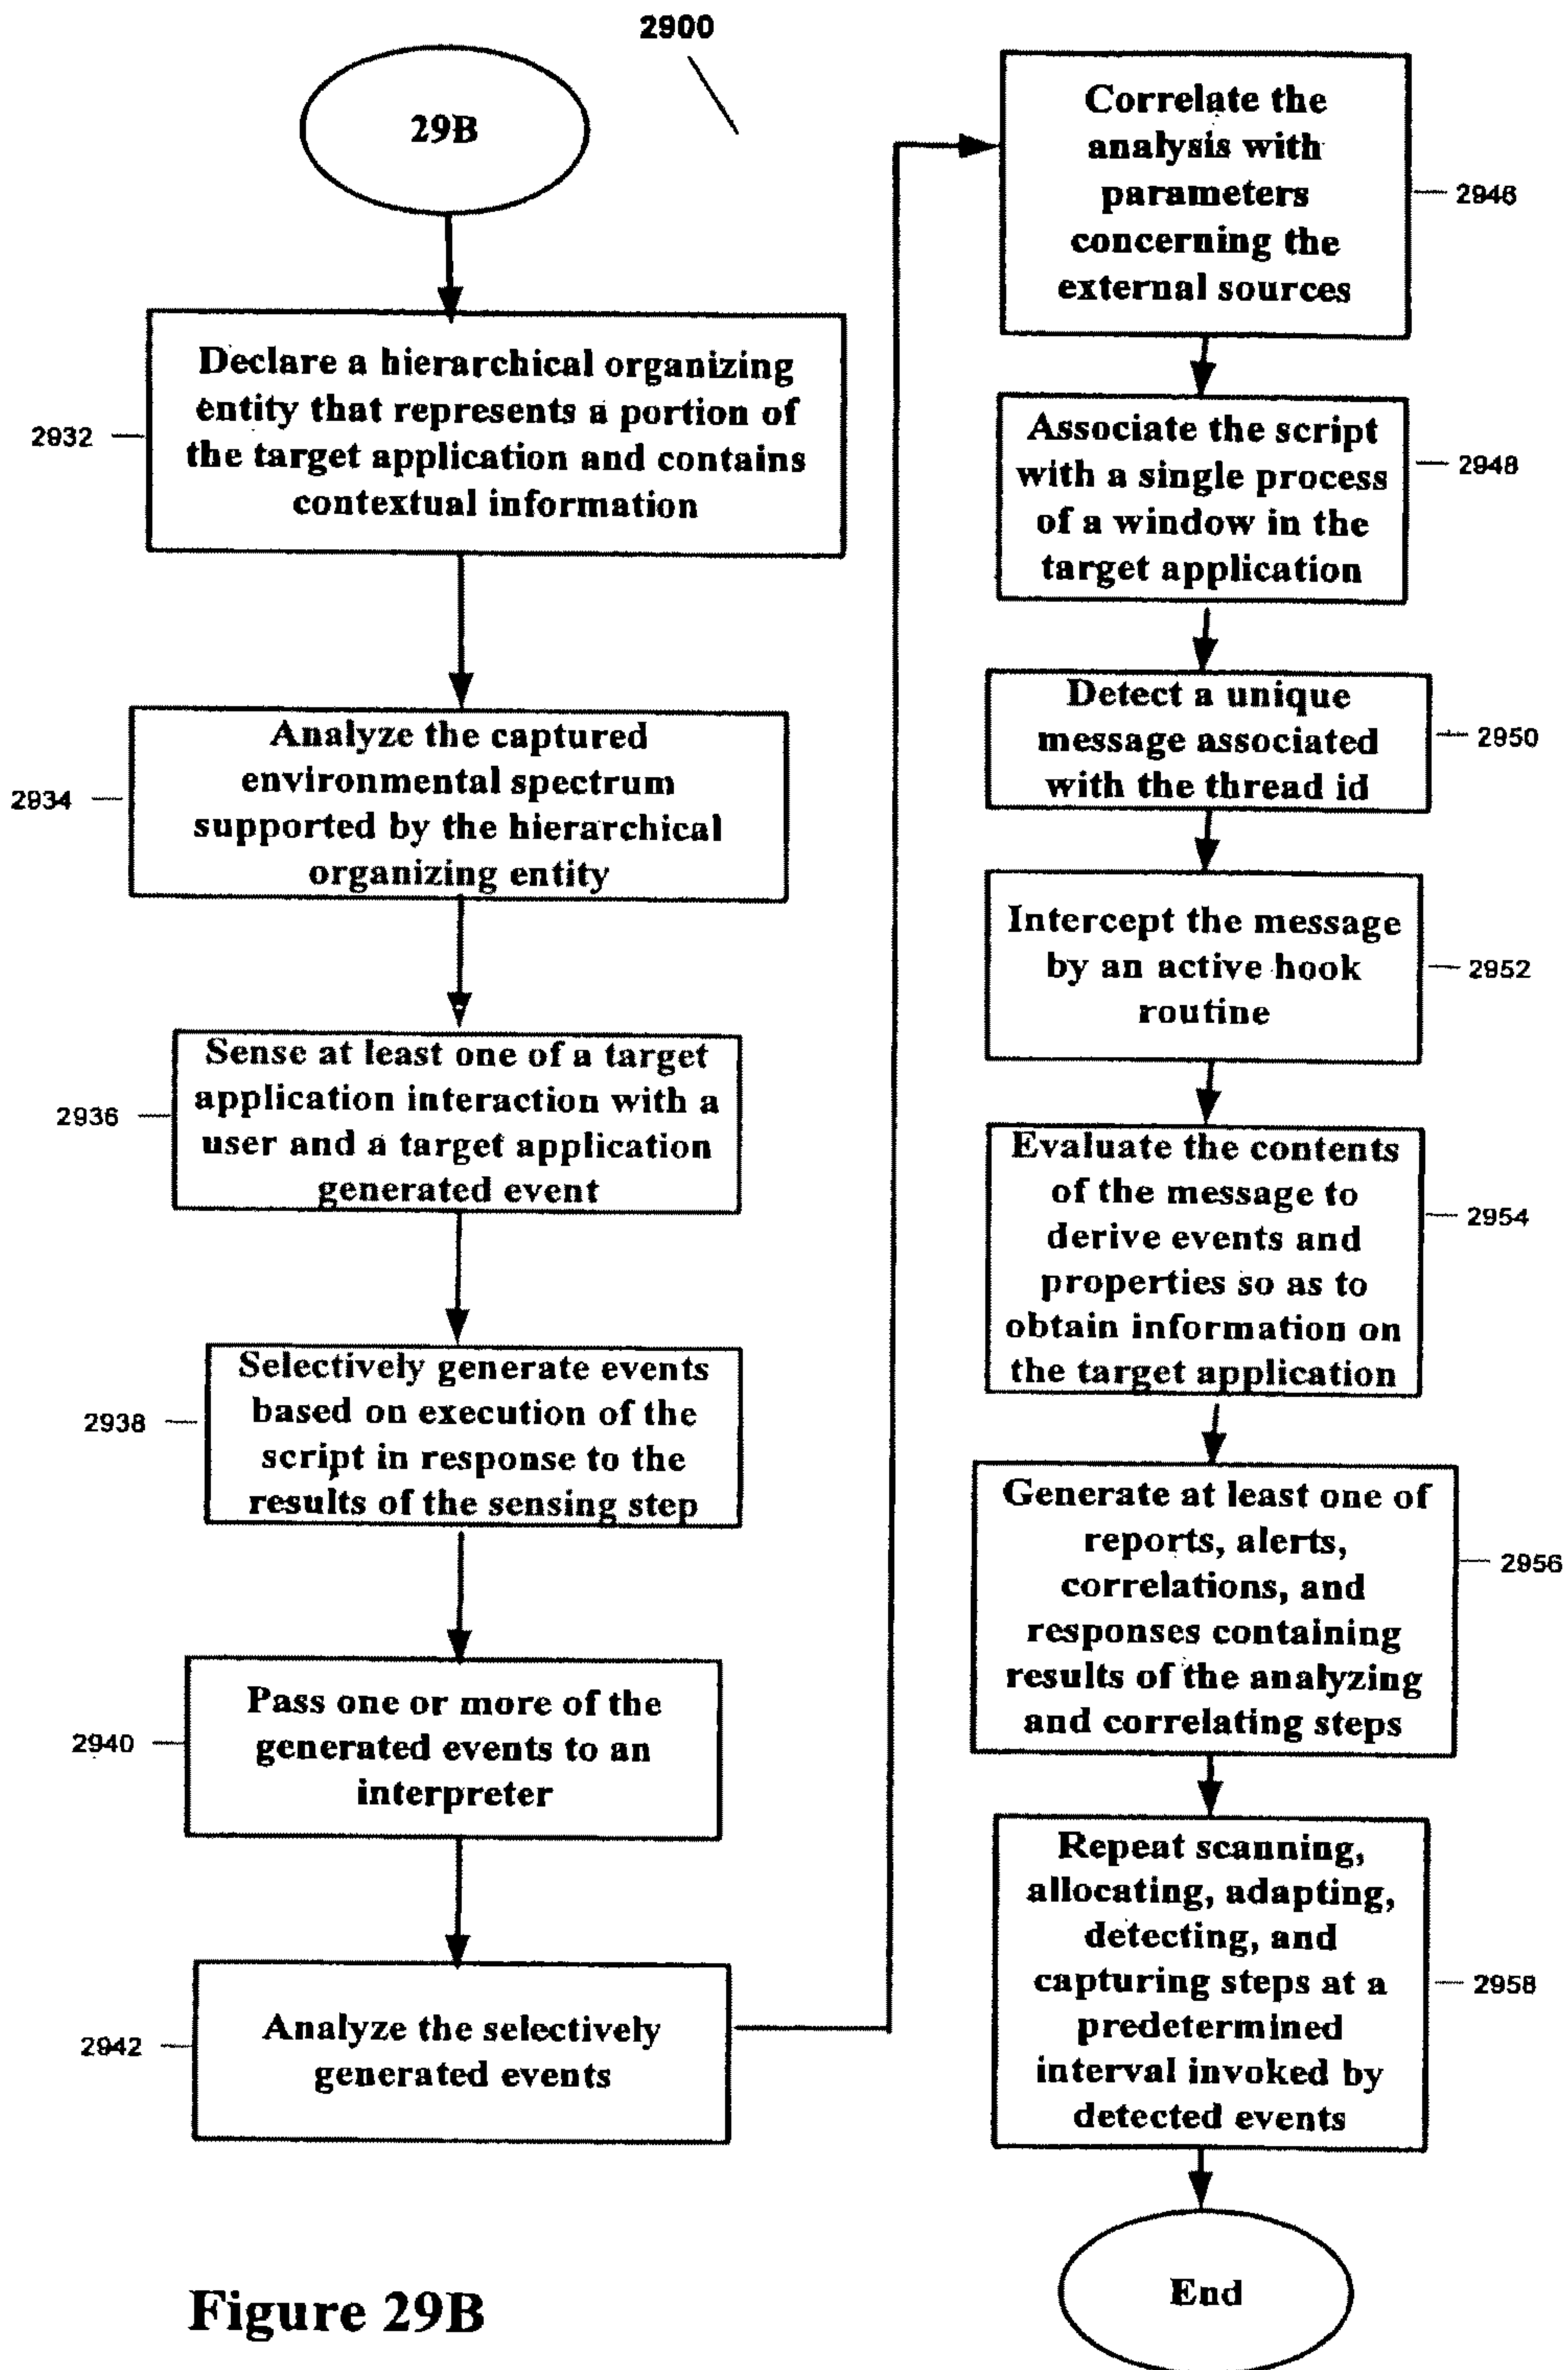 2900
29B
Declare a hierarchical organizing
entity that represents a portion of
the target application and contains
contextual information
2932
Analyze the captured
environmental spectrum
supported by the hierarchical
organizing entity
2934
Sense at least one of a target
application interaction with a
user and a target application
generated event
2936
Selectively generate events
based on execution of the
script in response to the
results of the sensing step
2938
Pass one or more of the
generated events to an
interpreter
2940
Analyze the selectively
generated events
2942
Correlate the
analysis with
parameters
concerning the
external sources
2946
Associate the script
with a single process
of a window in the
target application
2948
Detect a unique
message associated
with the thread id
2950
Intercept the message
by an active hook
routine
2952
Evaluate the contents
of the message to
derive events and
properties so as to
obtain information on
the target application
2954
Generate at least one of
reports, alerts,
correlations, and
responses containing
results of the analyzing
and correlating steps
2956
Repeat scanning,
allocating, adapting,
detecting, and
capturing steps at a
predetermined
interval invoked by
detected events
2958
End
Figure 29B